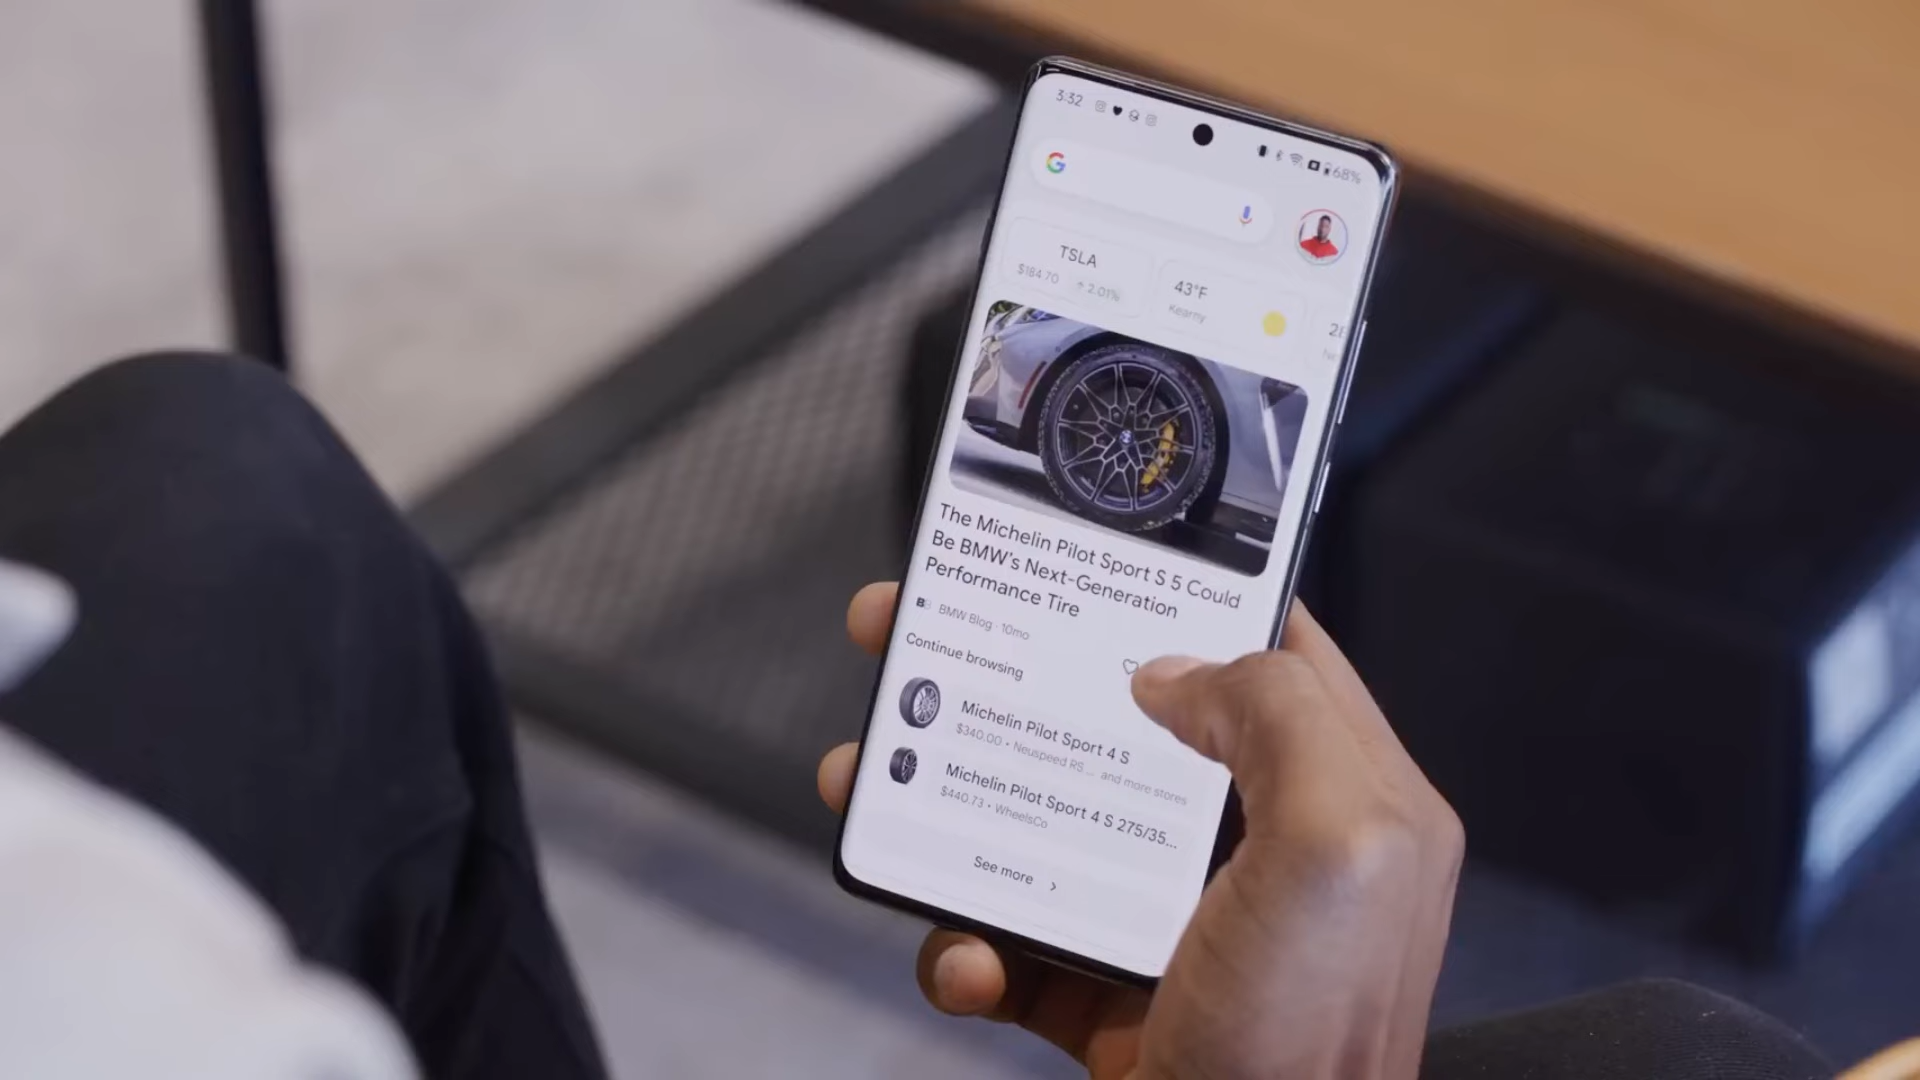 3:32
68%
G
TSLA
$184.70 ↑ 2.01%
43°F
Kearny
The Michelin Pilot Sport S 5 Could
Be BMW's Next-Generation
Performance Tire
BMW Blog · 10mo
Continue browsing
Michelin Pilot Sport 4 S
$340.00 • Neuspeed RS ... and more stores
Michelin Pilot Sport 4 S 275/35...
$440.73 • WheelsCo
See more